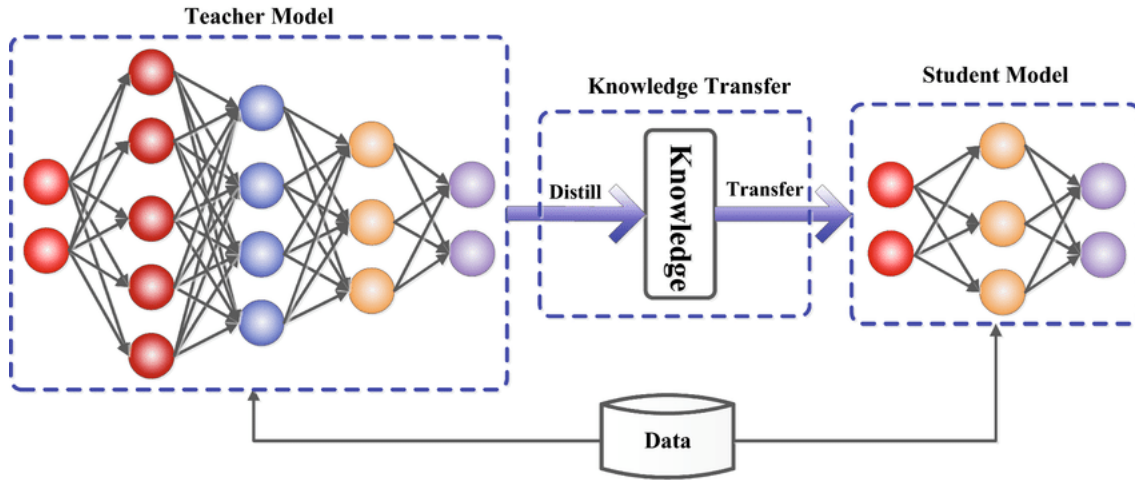 Teacher Model
Knowledge Transfer
Student Model
Distill
Knowledge
Transfer
Data